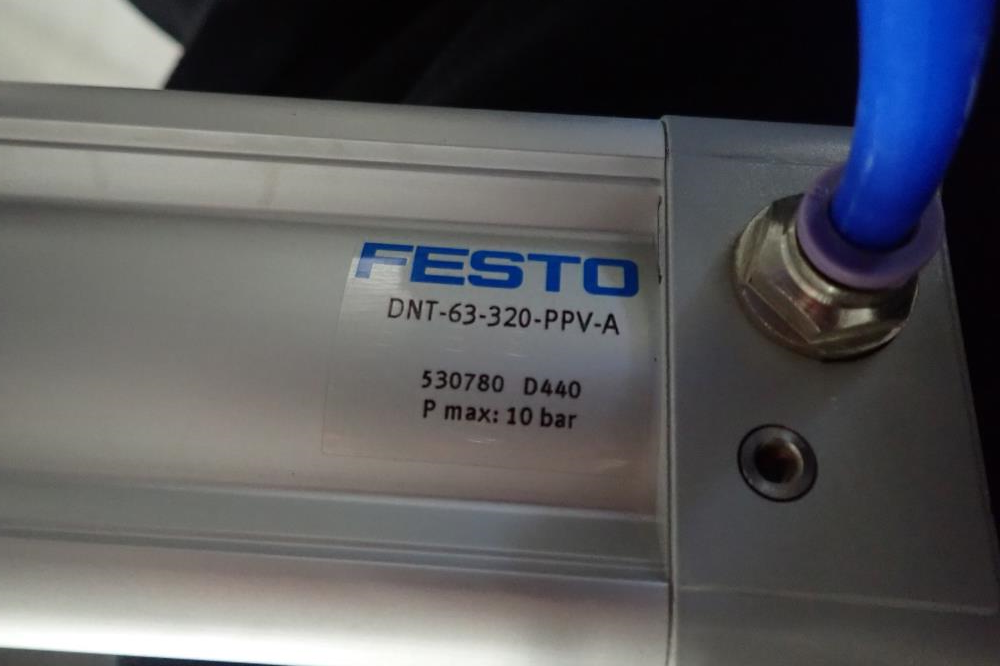 FESTO
DNT-63-320-PPV-A
530780 D440
P max: 10 bar